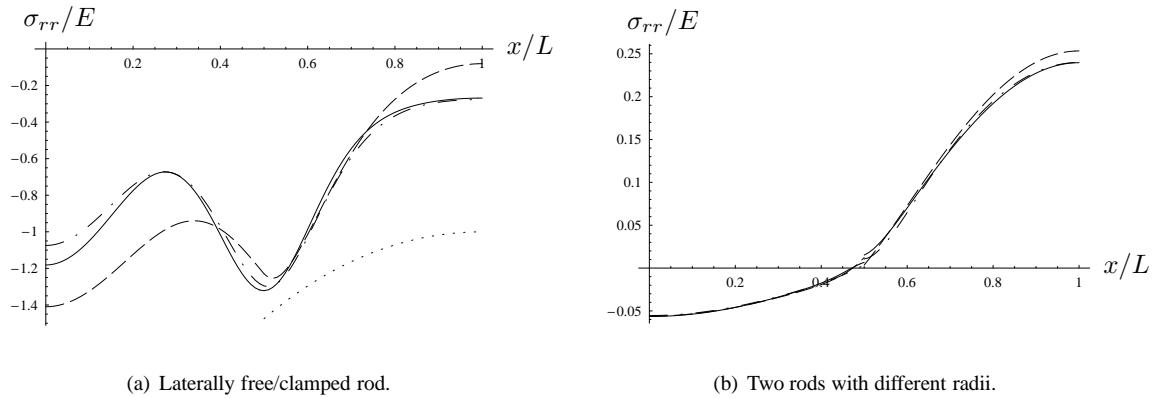 σ_rr/E
x/L
0.2 0.4 0.6 0.8 1
−0.2
−0.4
−0.6
−0.8
−1
−1.2
−1.4
(a) Laterally free/clamped rod.
σ_rr/E
0.25
0.2
0.15
0.1
0.05
x/L
0.2 0.4 0.6 0.8 1
−0.05
(b) Two rods with different radii.